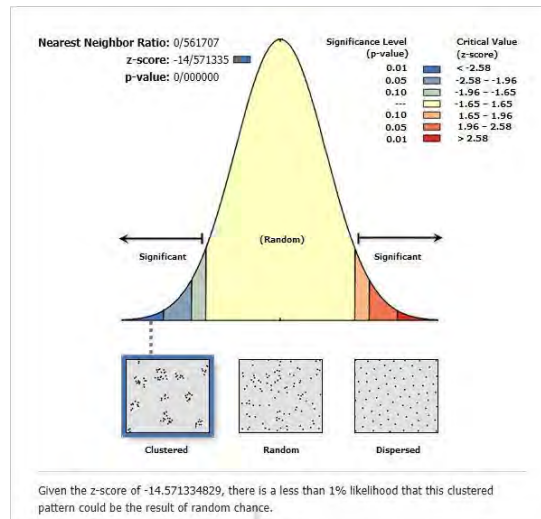 Nearest Neighbor Ratio: 0/561707
z-score: -14/571335
p-value: 0/000000
Significance Level
(p-value)
Critical Value
(z-score)
0.01 < -2.58
0.05 -2.58 – -1.96
0.10 -1.96 – -1.65
--- -1.65 – 1.65
0.10 1.65 – 1.96
0.05 1.96 – 2.58
0.01 > 2.58
(Random)
Significant
Significant
Clustered
Random
Dispersed
Given the z-score of -14.571334829, there is a less than 1% likelihood that this clustered
pattern could be the result of random chance.